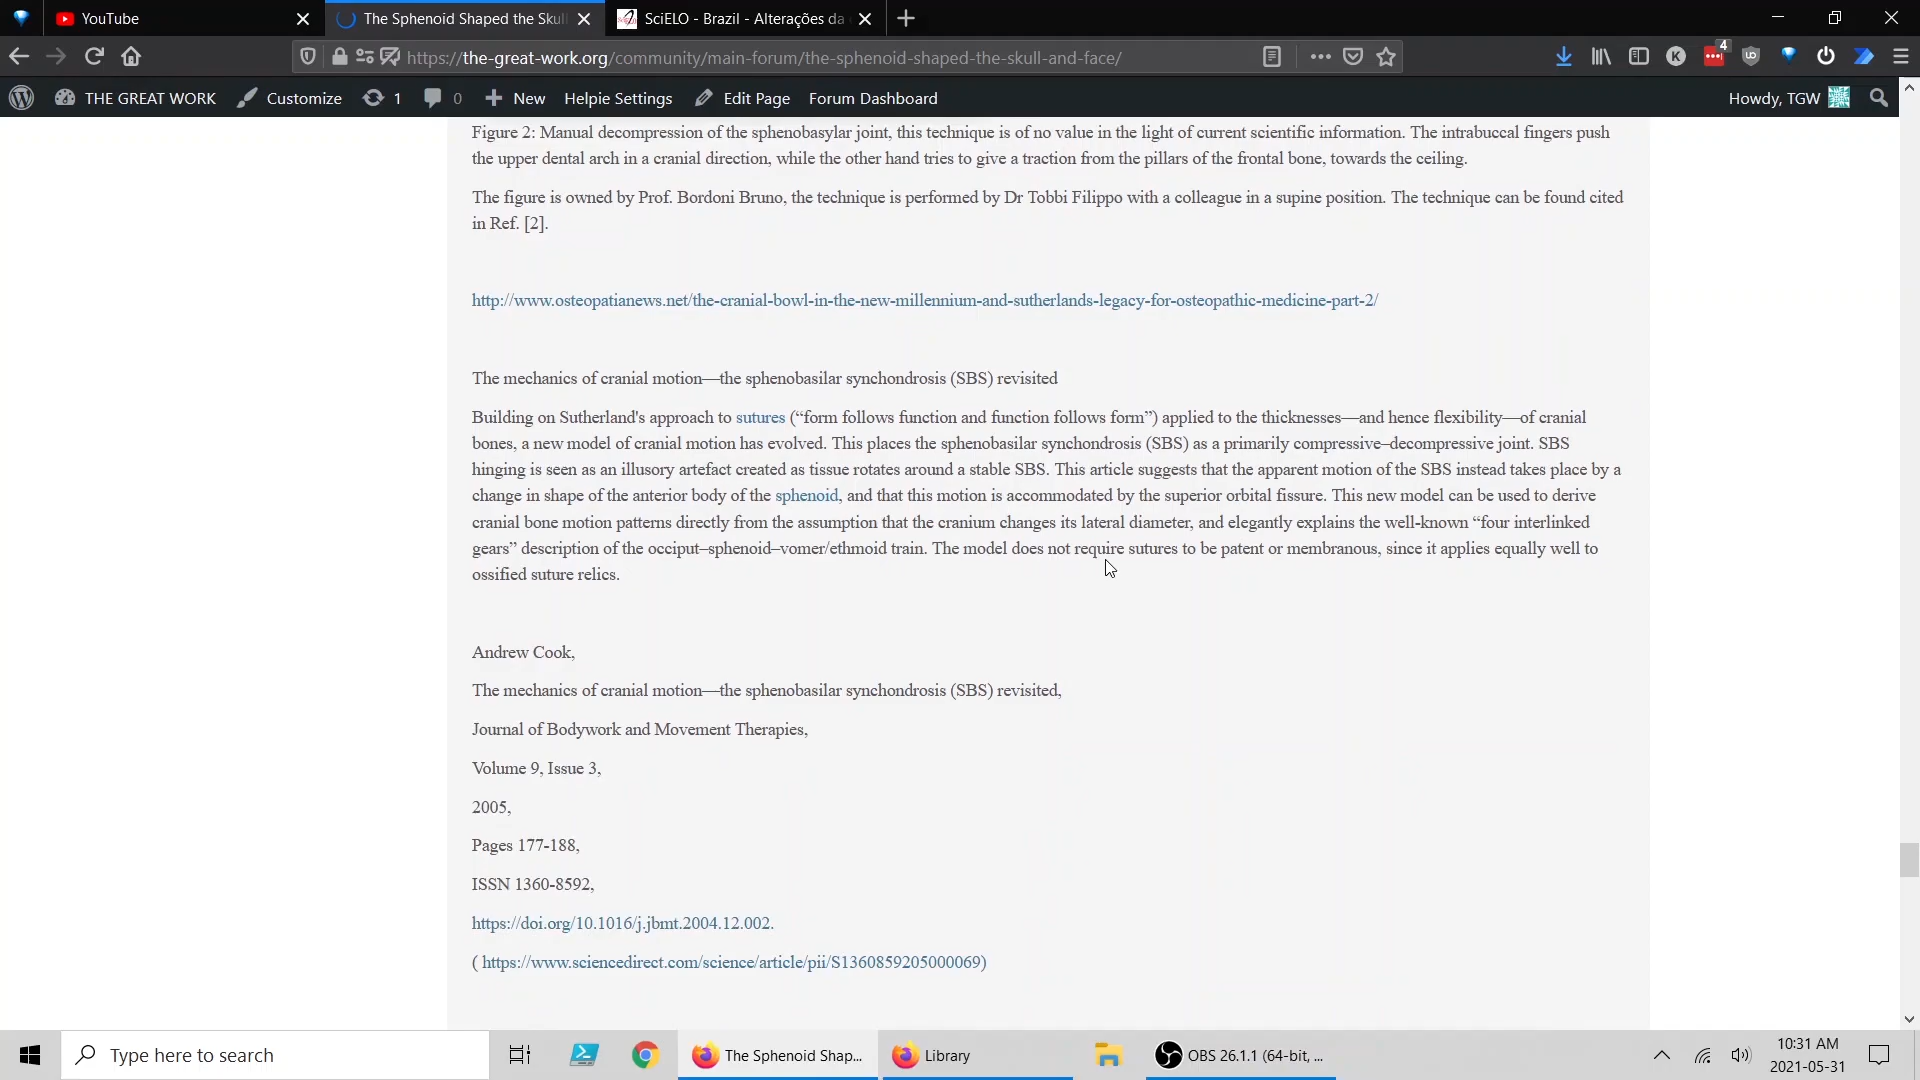 YouTube
The Sphenoid Shaped the Skull
SciELO - Brazil - Alterações da
https://the-great-work.org/community/main-forum/the-sphenoid-shaped-the-skull-and-face/
4
THE GREAT WORK
Customize
1
0
New
Helpie Settings
Edit Page
Forum Dashboard
Howdy, TGW
Figure 2: Manual decompression of the sphenobasylar joint, this technique is of no value in the light of current scientific information. The intrabuccal fingers push
the upper dental arch in a cranial direction, while the other hand tries to give a traction from the pillars of the frontal bone, towards the ceiling.
The figure is owned by Prof. Bordoni Bruno, the technique is performed by Dr Tobbi Filippo with a colleague in a supine position. The technique can be found cited
in Ref. [2].
http://www.osteopatianews.net/the-cranial-bowl-in-the-new-millennium-and-sutherlands-legacy-for-osteopathic-medicine-part-2/
The mechanics of cranial motion—the sphenobasilar synchondrosis (SBS) revisited
Building on Sutherland's approach to sutures (“form follows function and function follows form”) applied to the thicknesses—and hence flexibility—of cranial
bones, a new model of cranial motion has evolved. This places the sphenobasilar synchondrosis (SBS) as a primarily compressive–decompressive joint. SBS
hinging is seen as an illusory artefact created as tissue rotates around a stable SBS. This article suggests that the apparent motion of the SBS instead takes place by a
change in shape of the anterior body of the sphenoid, and that this motion is accommodated by the superior orbital fissure. This new model can be used to derive
cranial bone motion patterns directly from the assumption that the cranium changes its lateral diameter, and elegantly explains the well-known “four interlinked
gears” description of the occiput–sphenoid–vomer/ethmoid train. The model does not require sutures to be patent or membranous, since it applies equally well to
ossified suture relics.
Andrew Cook,
The mechanics of cranial motion—the sphenobasilar synchondrosis (SBS) revisited,
Journal of Bodywork and Movement Therapies,
Volume 9, Issue 3,
2005,
Pages 177-188,
ISSN 1360-8592,
https://doi.org/10.1016/j.jbmt.2004.12.002.
( https://www.sciencedirect.com/science/article/pii/S1360859205000069)
Type here to search
The Sphenoid Shap...
Library
OBS 26.1.1 (64-bit, ...
10:31 AM
2021-05-31